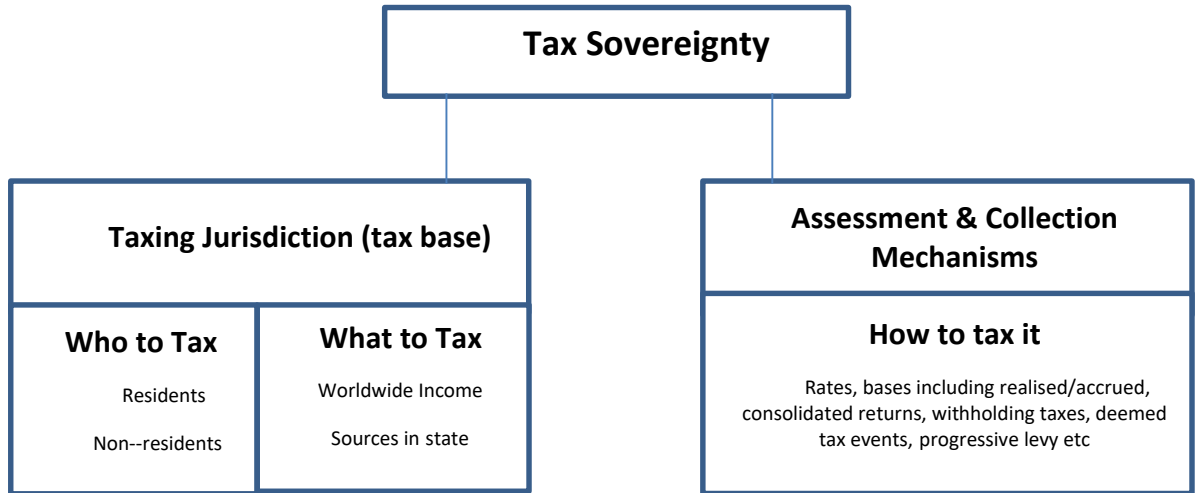 Tax Sovereignty
Taxing Jurisdiction (tax base)
Who to Tax
Residents
Non--residents
What to Tax
Worldwide Income
Sources in state
Assessment & Collection
Mechanisms
How to tax it
Rates, bases including realised/accrued,
consolidated returns, withholding taxes, deemed
tax events, progressive levy etc